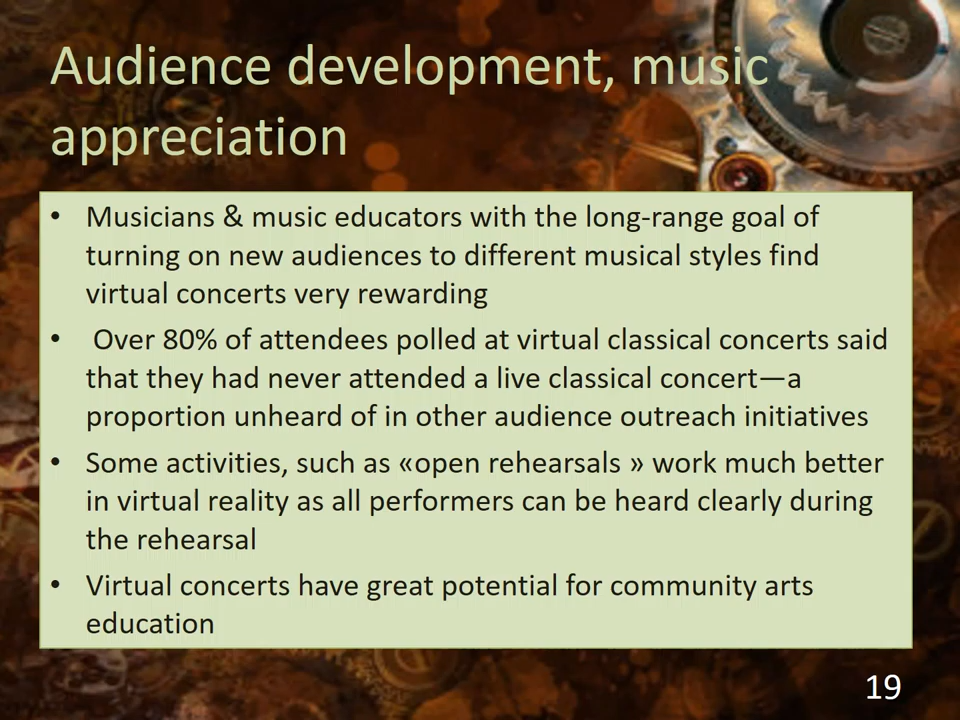 Audience development, music
appreciation
• Musicians & music educators with the long-range goal of
turning on new audiences to different musical styles find
virtual concerts very rewarding
• Over 80% of attendees polled at virtual classical concerts said
that they had never attended a live classical concert—a
proportion unheard of in other audience outreach initiatives
• Some activities, such as «open rehearsals » work much better
in virtual reality as all performers can be heard clearly during
the rehearsal
• Virtual concerts have great potential for community arts
education
19